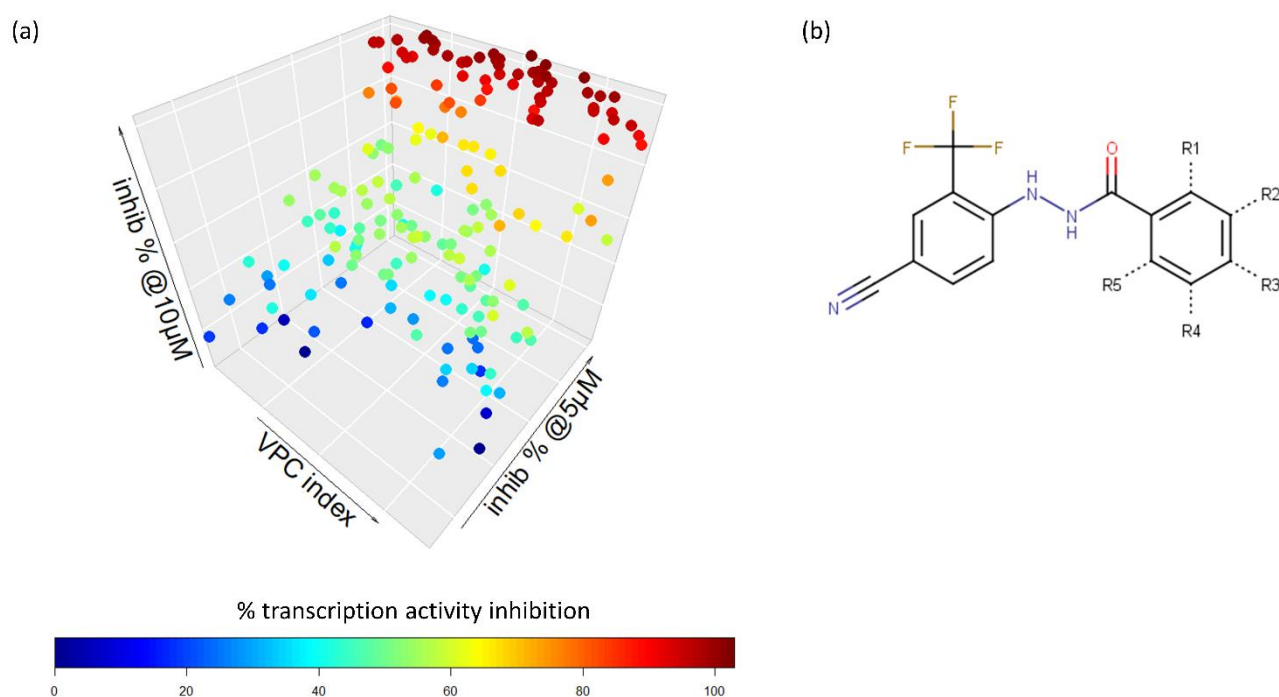 (a)
(b)
inhib % @10µM
VPC index
inhib % @5µM
F
F
F
N
H
N
H
O
N
R1
R2
R3
R4
R5
% transcription activity inhibition
0 20 40 60 80 100